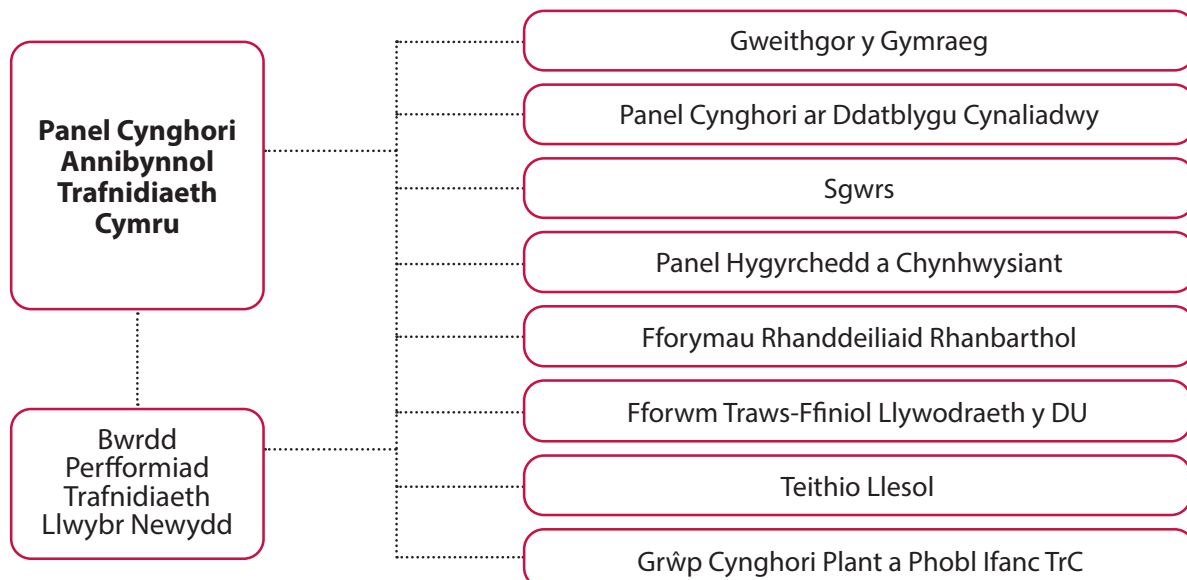 Panel Cynghori
Annibynnol
Trafnidiaeth
Cymru
Bwrdd
Perfformiad
Trafnidiaeth
Llwybr Newydd
Gweithgor y Gymraeg
Panel Cynghori ar Ddatblygu Cynaliadwy
Sgwrs
Panel Hygyrchedd a Chynhwysiant
Fforymau Rhanddeiliaid Rhanbarthol
Fforwm Traws-Ffiniol Llywodraeth y DU
Teithio Llesol
Grŵp Cynghori Plant a Phobl Ifanc TrC